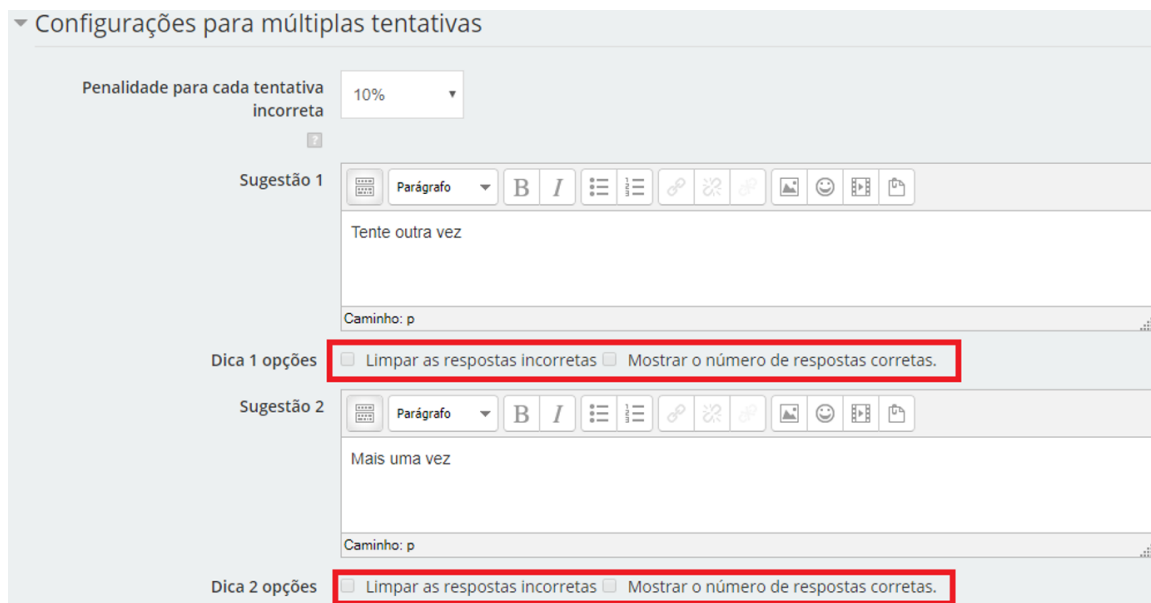 Configurações para múltiplas tentativas
Penalidade para cada tentativa
incorreta
10%
?
Sugestão 1
Parágrafo B I
Tente outra vez
Caminho: p
Dica 1 opções Limpar as respostas incorretas Mostrar o número de respostas corretas.
Sugestão 2
Parágrafo B I
Mais uma vez
Caminho: p
Dica 2 opções Limpar as respostas incorretas Mostrar o número de respostas corretas.